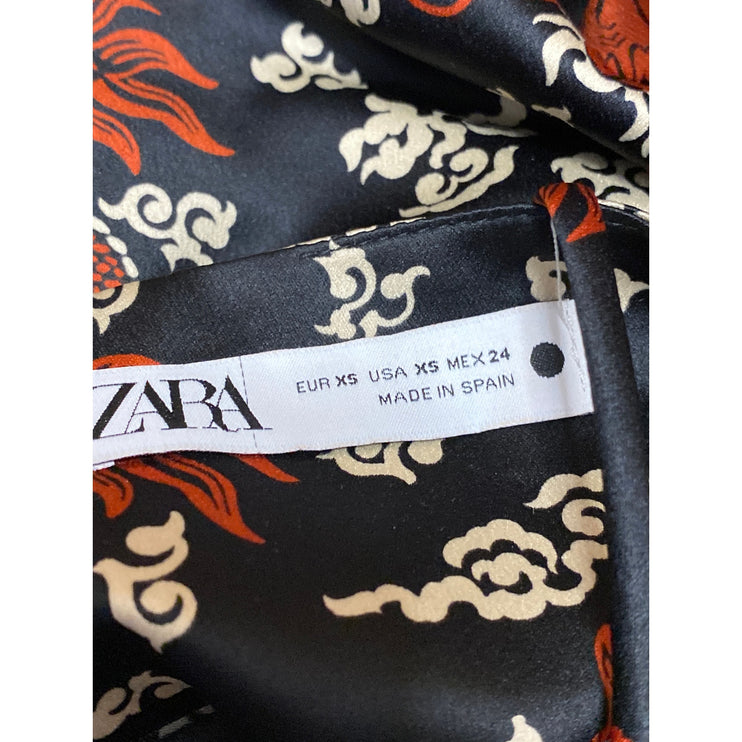 ZARA
EUR XS USA XS MEX 24
MADE IN SPAIN